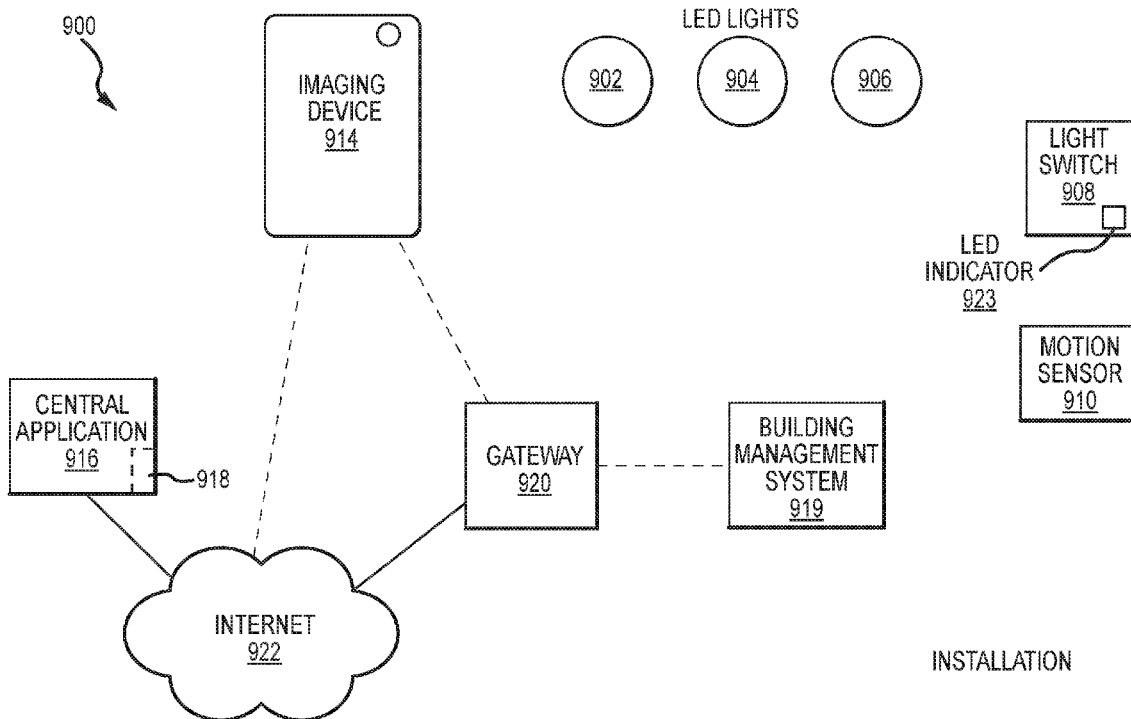 900
IMAGING
DEVICE
914
LED LIGHTS
902
904
906
LIGHT
SWITCH
908
LED
INDICATOR
923
MOTION
SENSOR
910
CENTRAL
APPLICATION
916
918
GATEWAY
920
BUILDING
MANAGEMENT
SYSTEM
919
INTERNET
922
INSTALLATION